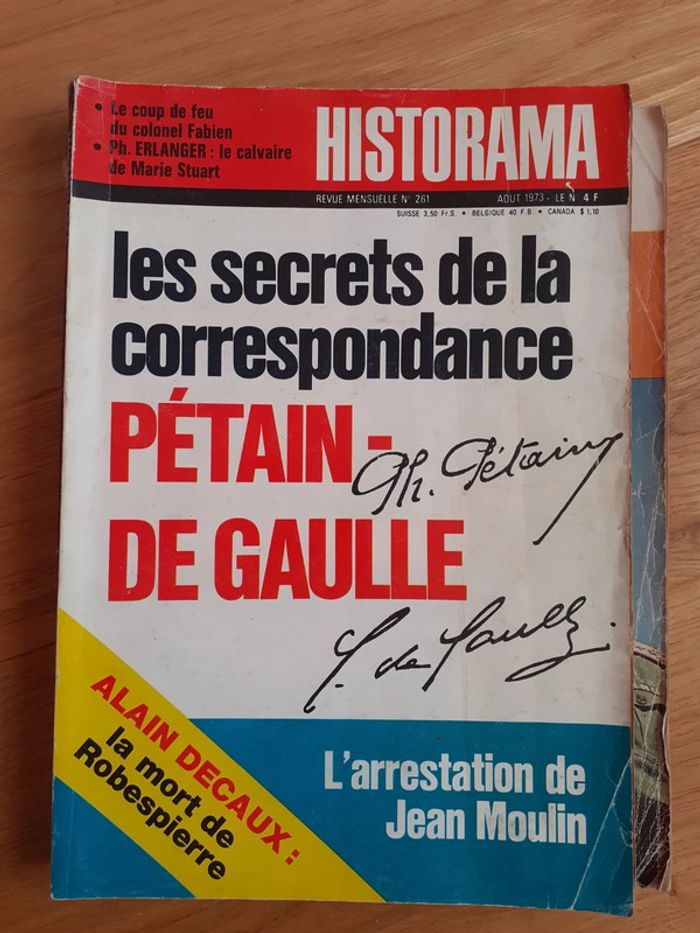 • Le coup de feu
du colonel Fabien
• Ph. ERLANGER : le calvaire
de Marie Stuart
HISTORAMA
REVUE MENSUELLE N° 261
AOUT 1973 - LE N 4 F
SUISSE 3,50 Fr.S. • BELGIQUE 40 F.B. • CANADA $ 1,10
les secrets de la
correspondance
PÉTAIN -
Ph. Pétain
DE GAULLE
C. de Gaulle
ALAIN DECAUX :
la mort de
Robespierre
L'arrestation de
Jean Moulin